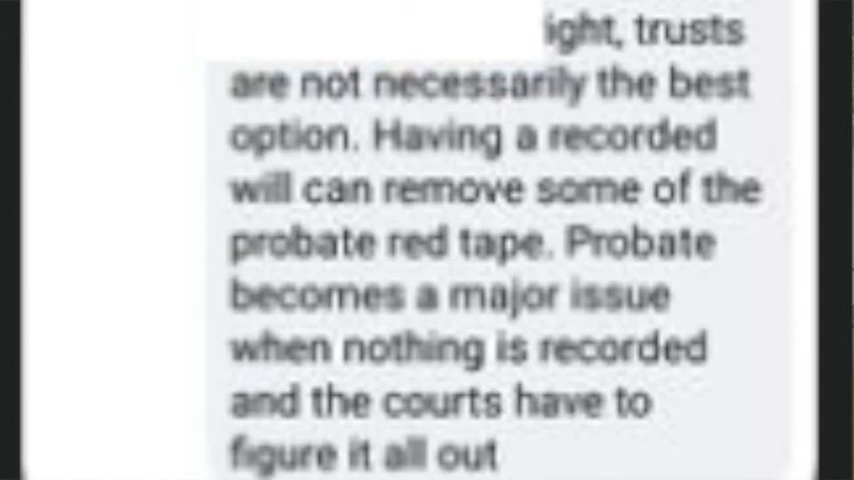 ight, trusts
are not necessarily the best
option. Having a recorded
will can remove some of the
probate red tape. Probate
becomes a major issue
when nothing is recorded
and the courts have to
figure it all out